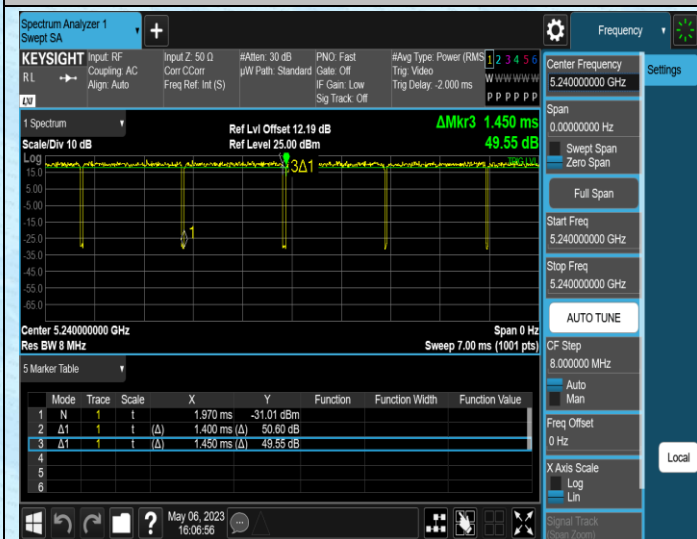 Spectrum Analyzer 1
Swept SA
+
Frequency
KEYSIGHT
RL
LXI
Input: RF
Coupling: AC
Align: Auto
Input Z: 50 Ω
Corr CCorr
Freq Ref: Int (S)
#Atten: 30 dB
µW Path: Standard
PNO: Fast
Gate: Off
IF Gain: Low
Sig Track: Off
#Avg Type: Power (RMS
Trig: Video
Trig Delay: -2.000 ms
1 2 3 4 5 6
W W W W W W
P P P P P P
1 Spectrum
Scale/Div 10 dB
Ref Lvl Offset 12.19 dB
Ref Level 25.00 dBm
ΔMkr3 1.450 ms
49.55 dB
Log
TRIG LVL
15.0
5.00
-5.00
-15.0
-25.0
-35.0
-45.0
-55.0
-65.0
3Δ1
1
Center 5.240000000 GHz
Res BW 8 MHz
Span 0 Hz
Sweep 7.00 ms (1001 pts)
5 Marker Table
Mode Trace Scale X Y Function Function Width Function Value
1 N 1 t 1.970 ms -31.01 dBm
2 Δ1 1 t (Δ) 1.400 ms (Δ) 50.60 dB
3 Δ1 1 t (Δ) 1.450 ms (Δ) 49.55 dB
4
5
6
?
May 06, 2023
16:06:56
Center Frequency
5.240000000 GHz
Span
0.00000000 Hz
Swept Span
Zero Span
Full Span
Start Freq
5.240000000 GHz
Stop Freq
5.240000000 GHz
AUTO TUNE
CF Step
8.000000 MHz
Auto
Man
Freq Offset
0 Hz
X Axis Scale
Log
Lin
Signal Track
(Span Zoom)
Settings
Local